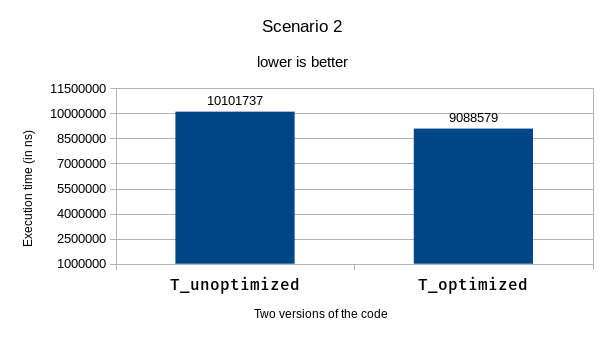 Scenario 2
lower is better
Execution time (in ns)
11500000
10000000
8500000
7000000
5500000
4000000
2500000
1000000
10101737
9088579
T_unoptimized
T_optimized
Two versions of the code